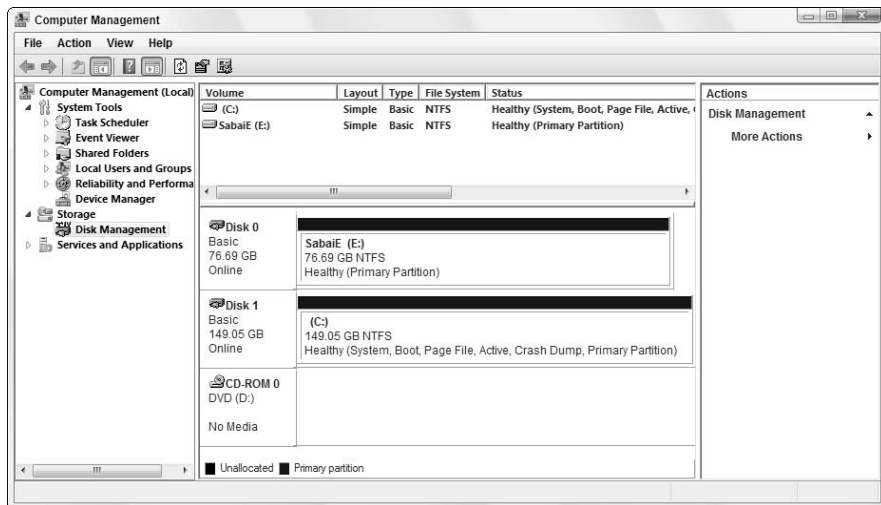 Computer Management
File Action View Help
Computer Management (Local)
System Tools
Task Scheduler
Event Viewer
Shared Folders
Local Users and Groups
Reliability and Performa
Device Manager
Storage
Disk Management
Services and Applications
Volume Layout Type File System Status
(C:) Simple Basic NTFS Healthy (System, Boot, Page File, Active,
SabaiE (E:) Simple Basic NTFS Healthy (Primary Partition)
Disk 0
Basic
76.69 GB
Online
SabaiE (E:)
76.69 GB NTFS
Healthy (Primary Partition)
Disk 1
Basic
149.05 GB
Online
(C:)
149.05 GB NTFS
Healthy (System, Boot, Page File, Active, Crash Dump, Primary Partition)
CD-ROM 0
DVD (D:)
No Media
Unallocated Primary partition
Actions
Disk Management
More Actions